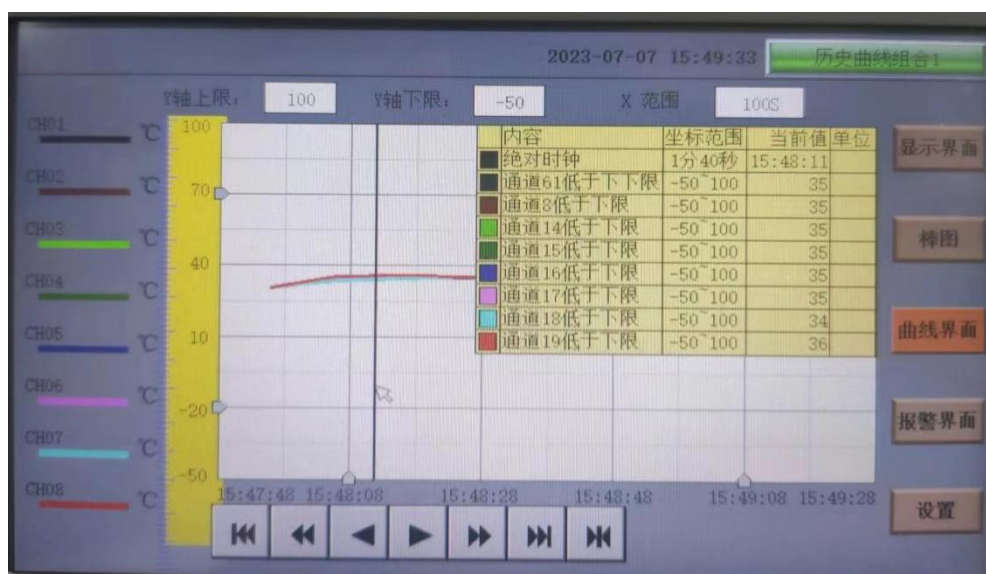 2023-07-07 15:49:33 历史曲线组合1
Y轴上限: 100 Y轴下限: -50 X 范围 100S
CH01 ℃
CH02 ℃
CH03 ℃
CH04 ℃
CH05 ℃
CH06 ℃
CH07 ℃
CH08 ℃
100
70
40
10
-20
-50
内容 坐标范围 当前值 单位
绝对时钟 1分40秒 15:48:11
通道61低于下下限 -50~100 35
通道8低于下限 -50~100 35
通道14低于下限 -50~100 35
通道15低于下限 -50~100 35
通道16低于下限 -50~100 35
通道17低于下限 -50~100 35
通道18低于下限 -50~100 34
通道19低于下限 -50~100 36
15:47:48 15:48:08 15:48:28 15:48:48 15:49:08 15:49:28
显示界面
棒图
曲线界面
报警界面
设置